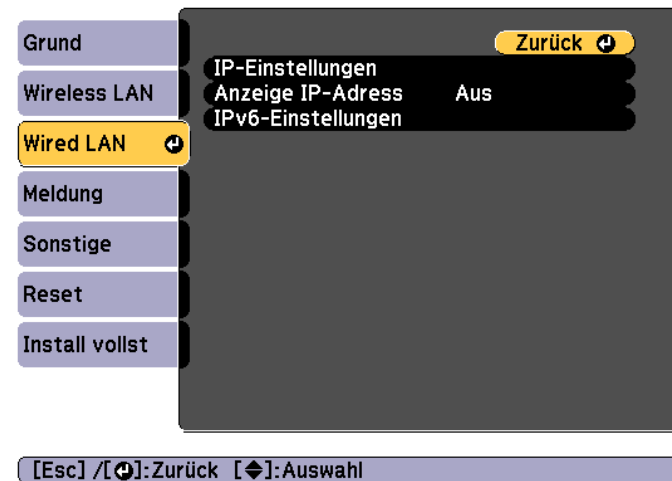 Grund
Wireless LAN
Wired LAN
Meldung
Sonstige
Reset
Install vollst
Zurück
IP-Einstellungen
Anzeige IP-Adress Aus
IPv6-Einstellungen
[Esc] /[ ]:Zurück [ ]:Auswahl